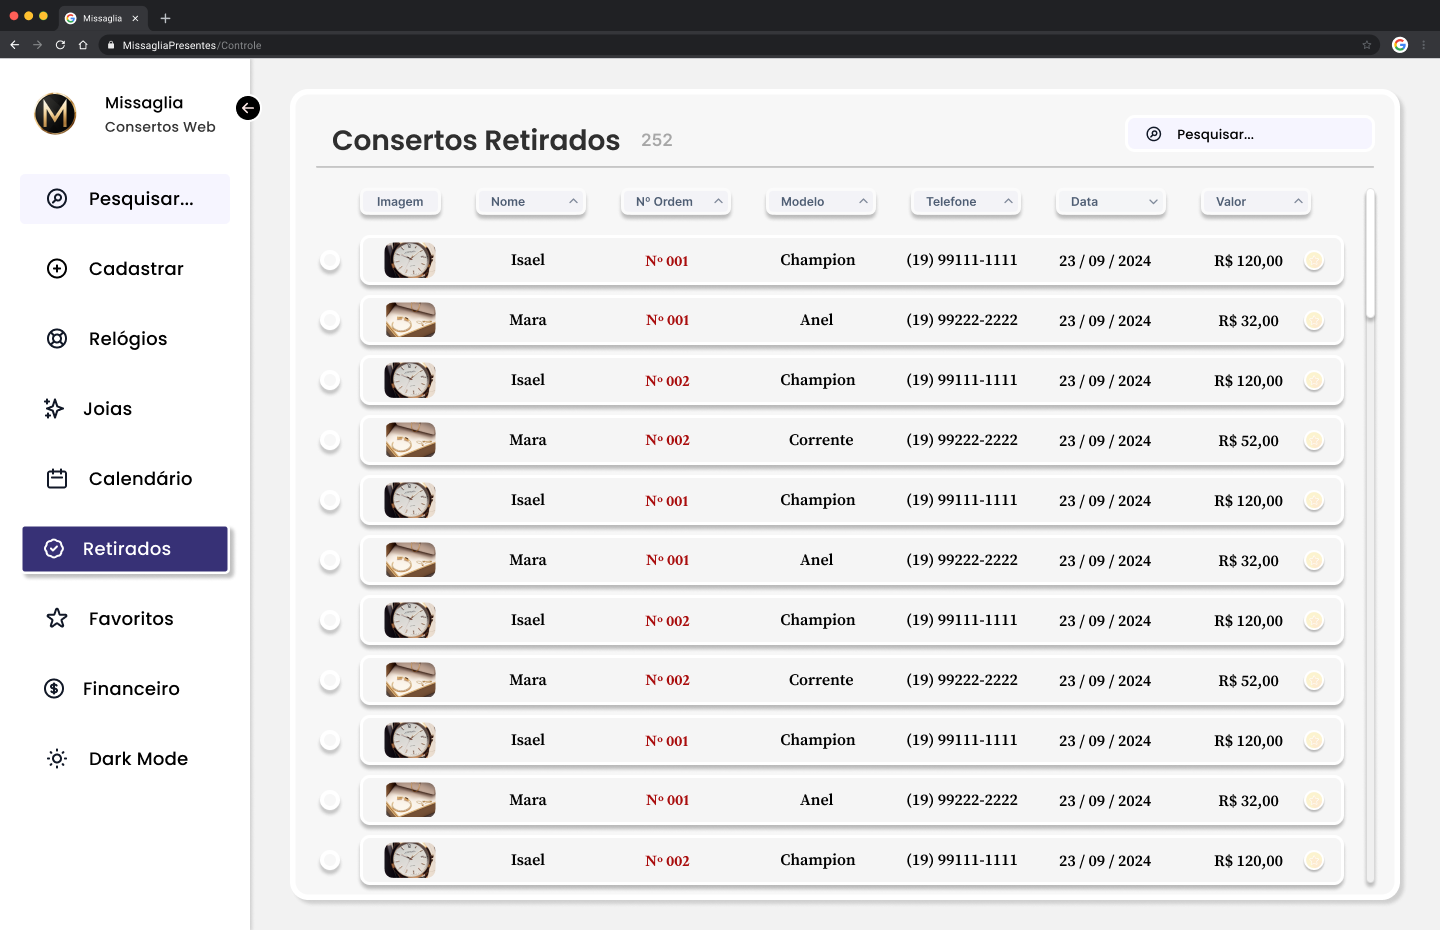 Missaglia
MissagliaPresentes/Controle
M
Missaglia
Consertos Web
Pesquisar...
Cadastrar
Relógios
Joias
Calendário
Retirados
Favoritos
Financeiro
Dark Mode
Consertos Retirados 252
Pesquisar...
Imagem Nome Nº Ordem Modelo Telefone Data Valor
Isael Nº 001 Champion (19) 99111-1111 23 / 09 / 2024 R$ 120,00
Mara Nº 001 Anel (19) 99222-2222 23 / 09 / 2024 R$ 32,00
Isael Nº 002 Champion (19) 99111-1111 23 / 09 / 2024 R$ 120,00
Mara Nº 002 Corrente (19) 99222-2222 23 / 09 / 2024 R$ 52,00
Isael Nº 001 Champion (19) 99111-1111 23 / 09 / 2024 R$ 120,00
Mara Nº 001 Anel (19) 99222-2222 23 / 09 / 2024 R$ 32,00
Isael Nº 002 Champion (19) 99111-1111 23 / 09 / 2024 R$ 120,00
Mara Nº 002 Corrente (19) 99222-2222 23 / 09 / 2024 R$ 52,00
Isael Nº 001 Champion (19) 99111-1111 23 / 09 / 2024 R$ 120,00
Mara Nº 001 Anel (19) 99222-2222 23 / 09 / 2024 R$ 32,00
Isael Nº 002 Champion (19) 99111-1111 23 / 09 / 2024 R$ 120,00